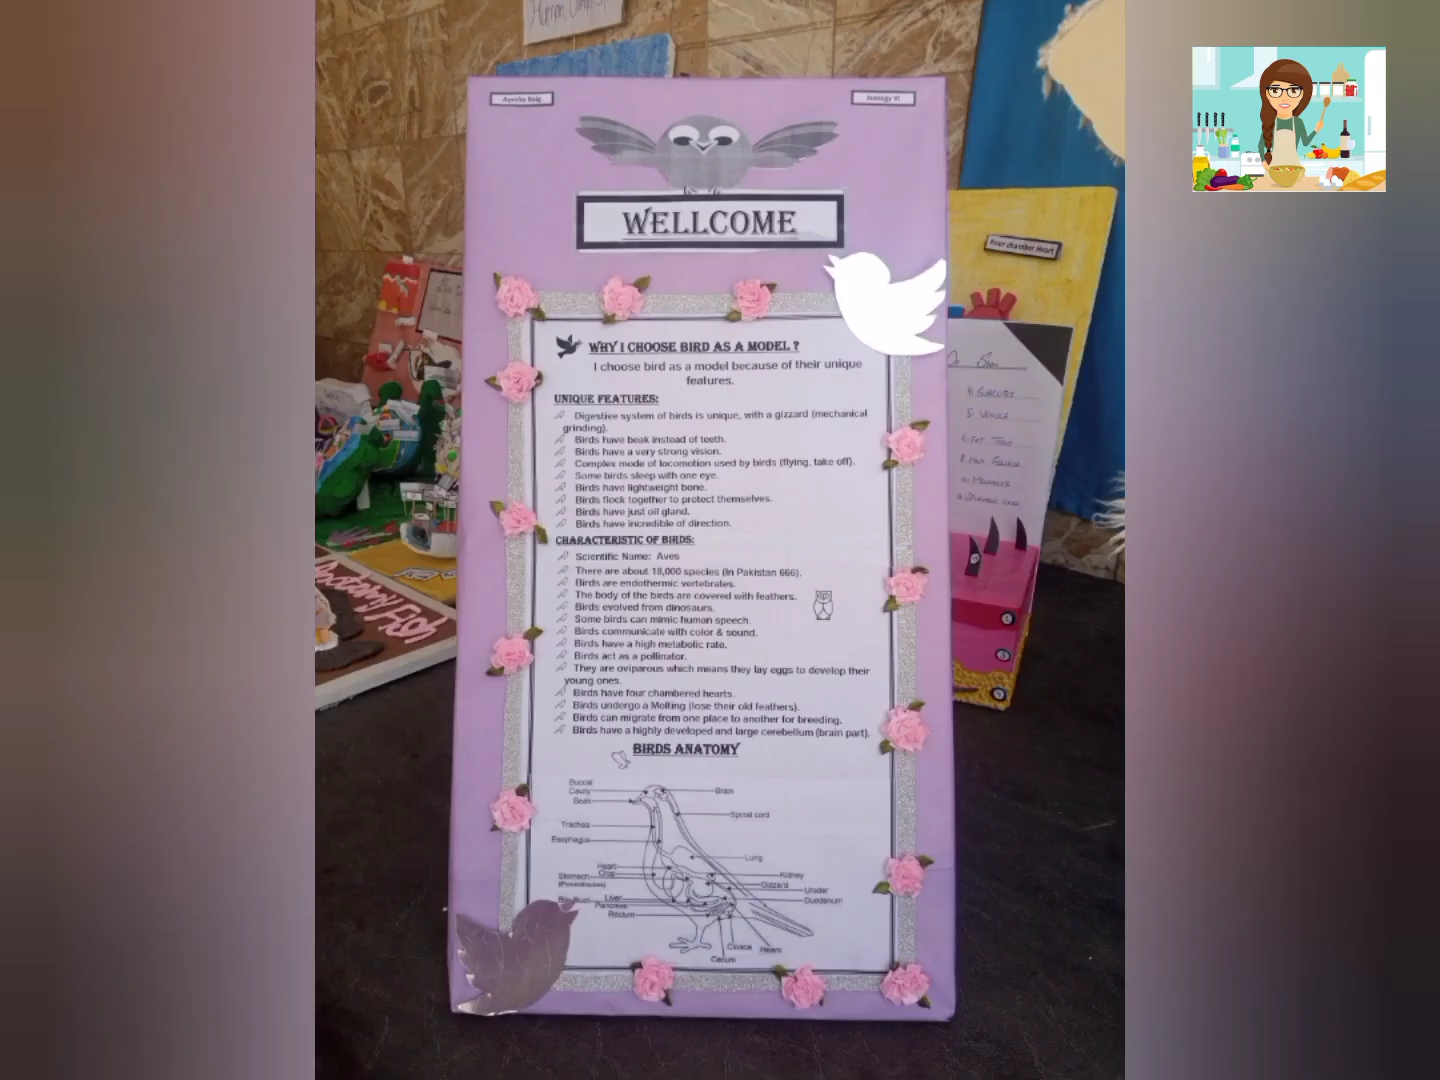 Human
Ayesha Baig
Zoology VI
WELLCOME
Four chamber Heart
WHY I CHOOSE BIRD AS A MODEL ?
I choose bird as a model because of their unique
features.
UNIQUE FEATURES:
Digestive system of birds is unique, with a gizzard (mechanical
grinding).
Birds have beak instead of teeth.
Birds have a very strong vision.
Complex mode of locomotion used by birds (flying, take off).
Some birds sleep with one eye.
Birds have lightweight bone.
Birds flock together to protect themselves.
Birds have just oil gland.
Birds have incredible of direction.
CHARACTERISTIC OF BIRDS:
Scientific Name: Aves
There are about 18,000 species (In Pakistan 666).
Birds are endothermic vertebrates.
The body of the birds are covered with feathers.
Birds evolved from dinosaurs.
Some birds can mimic human speech.
Birds communicate with color & sound.
Birds have a high metabolic rate.
Birds act as a pollinator.
They are oviparous which means they lay eggs to develop their
young ones.
Birds have four chambered hearts.
Birds undergo a Molting (lose their old feathers).
Birds can migrate from one place to another for breeding.
Birds have a highly developed and large cerebellum (brain part).
BIRDS ANATOMY
Buccal
Cavity
Brain
Beak
Spinal cord
Trachea
Esophagus
Lung
Heart
Crop
Kidney
Stomach
(Proventriculus)
Gizzard
Ureter
Liver
Duodenum
Bile Duct
Pancreas
Rectum
Cloaca
Ileum
Cecum
5. VENULE